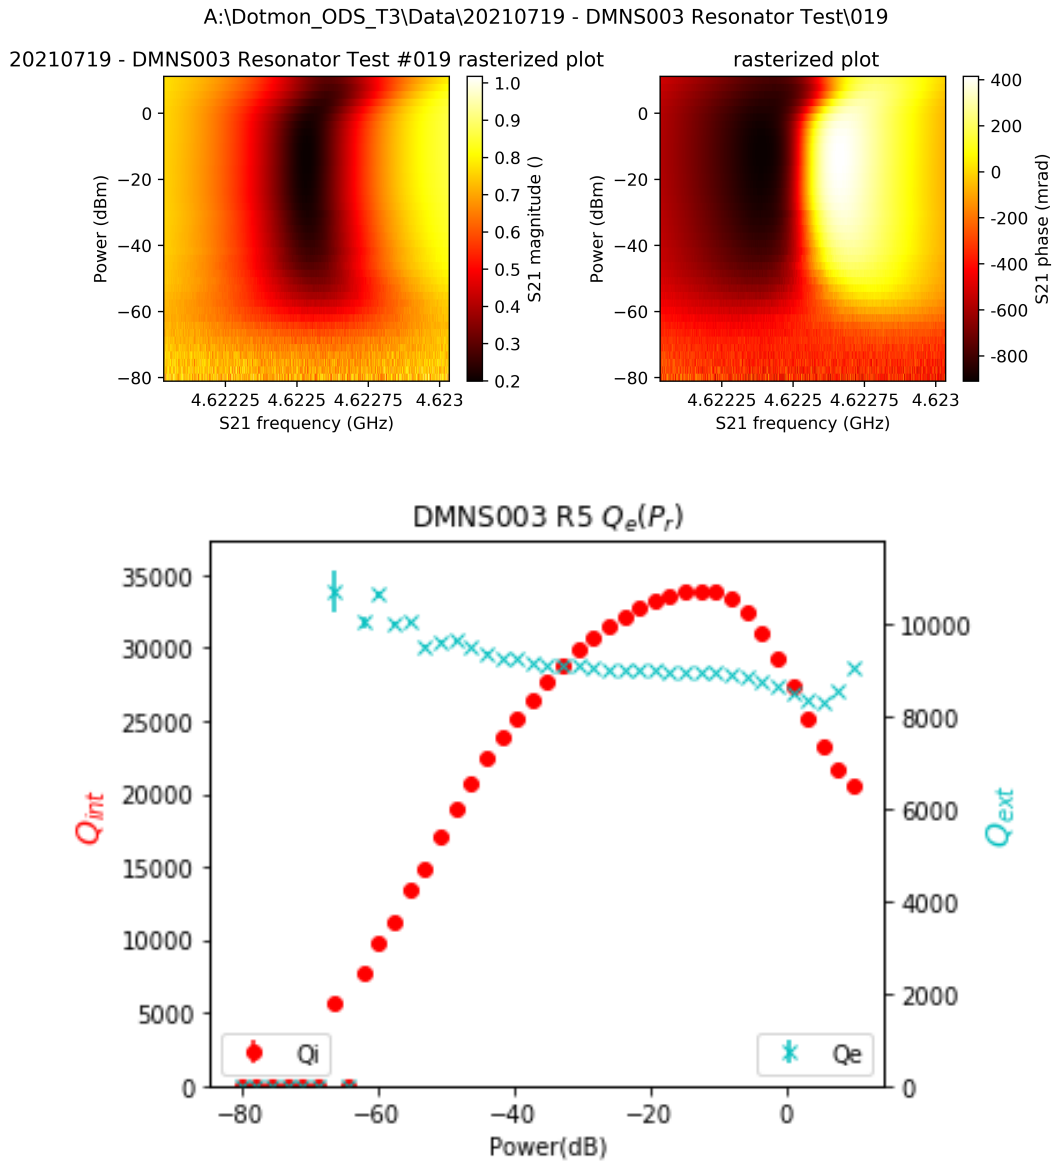 A:\Dotmon_ODS_T3\Data\20210719 - DMNS003 Resonator Test\019
20210719 - DMNS003 Resonator Test #019 rasterized plot
rasterized plot
Power (dBm)
0
−20
−40
−60
−80
4.62225 4.6225 4.62275 4.623
S21 frequency (GHz)
1.0
0.9
0.8
0.7
0.6
0.5
0.4
0.3
0.2
S21 magnitude ()
Power (dBm)
0
−20
−40
−60
−80
4.62225 4.6225 4.62275 4.623
S21 frequency (GHz)
400
200
0
-200
-400
-600
-800
S21 phase (mrad)
DMNS003 R5 Qe(Pr)
Qint
35000
30000
25000
20000
15000
10000
5000
0
10000
8000
6000
4000
2000
0
Qext
Qi
Qe
−80 −60 −40 −20 0
Power(dB)